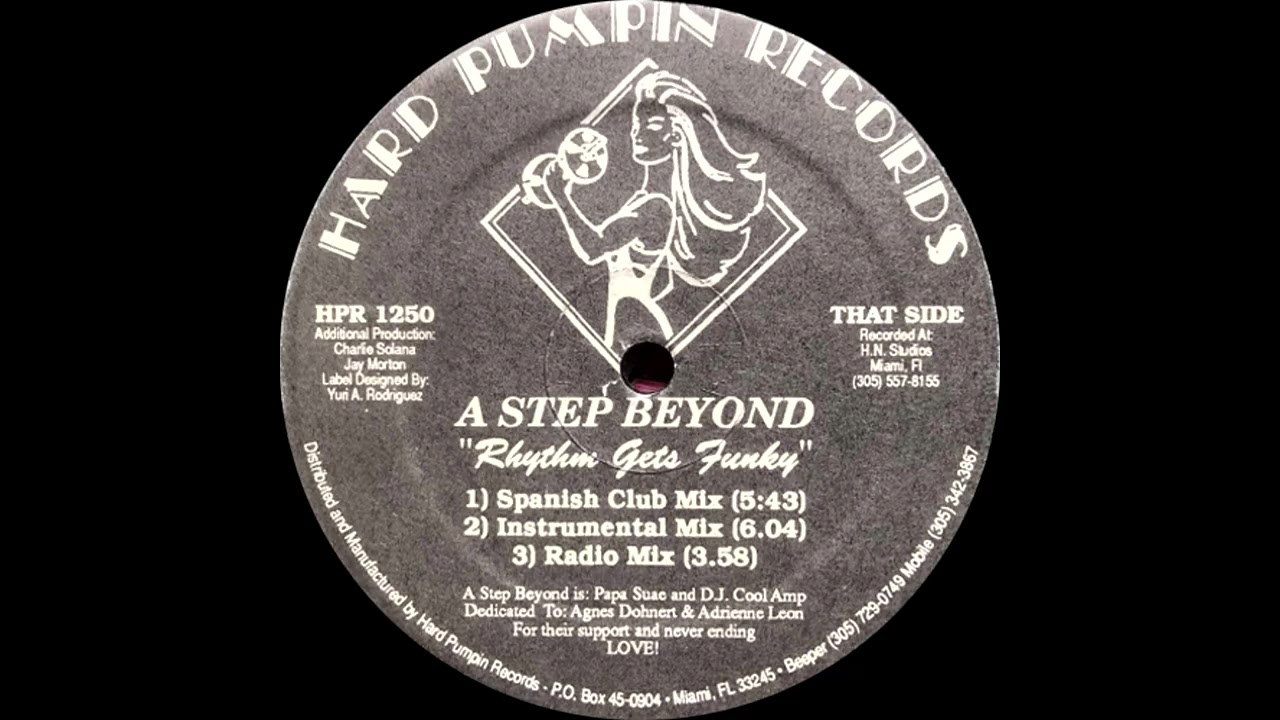 HARD PUMPIN RECORDS
HPR 1250
Additional Production:
Charlie Solana
Jay Morton
Label Designed By:
Yuri A. Rodriguez
THAT SIDE
Recorded At:
H.N. Studios
Miami, Fl
(305) 557-8155
A STEP BEYOND
"Rhythm Gets Funky"
1) Spanish Club Mix (5:43)
2) Instrumental Mix (6.04)
3) Radio Mix (3.58)
A Step Beyond is: Papa Suae and D.J. Cool Amp
Dedicated To: Agnes Dohnert & Adrienne Leon
For their support and never ending
LOVE!
Distributed and Manufactured by Hard Pumpin Records - P.O. Box 45-0904 • Miami, FL 33245 • Beeper (305) 729-0749 Mobile (305) 342-3867